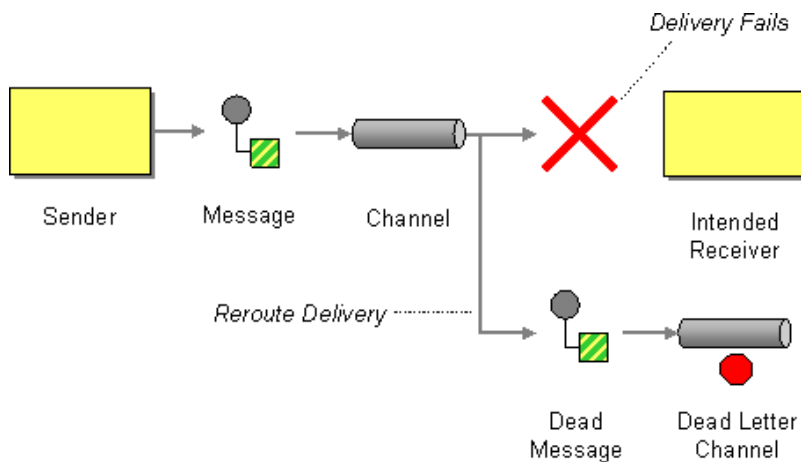 Delivery Fails
Sender
Message
Channel
Intended
Receiver
Reroute Delivery
Dead
Message
Dead Letter
Channel